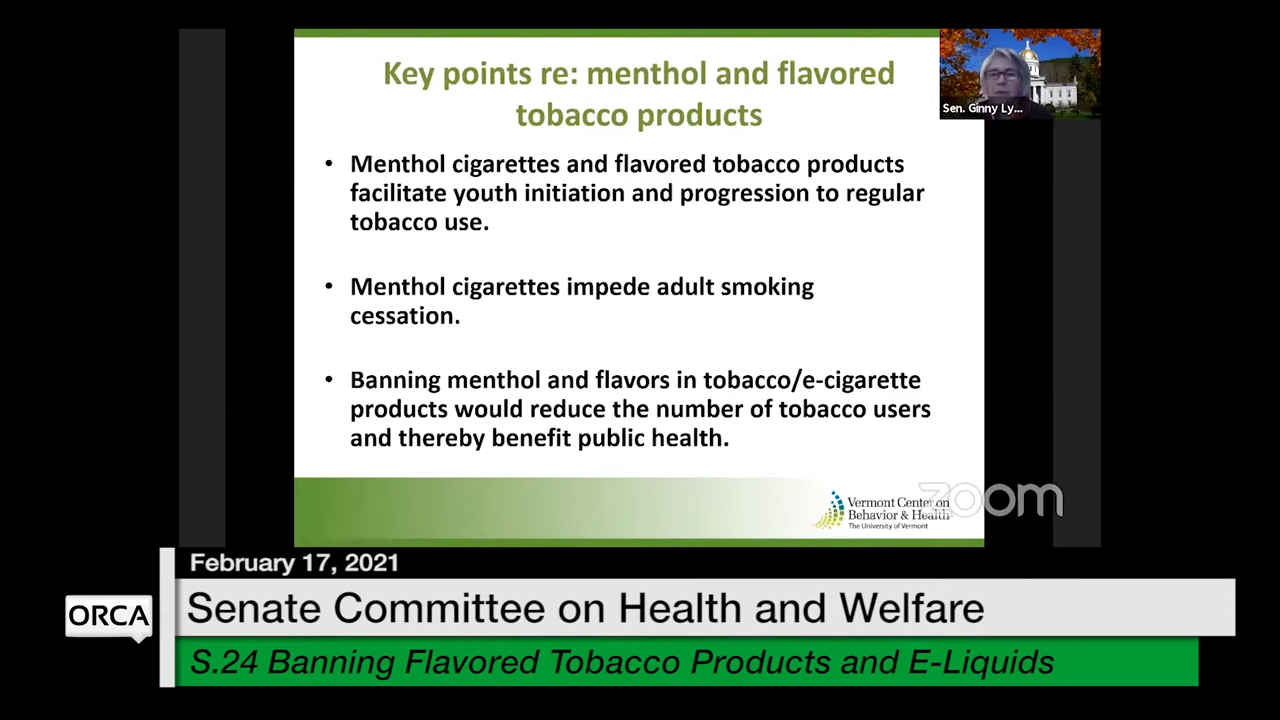 Key points re: menthol and flavored
tobacco products
• Menthol cigarettes and flavored tobacco products
facilitate youth initiation and progression to regular
tobacco use.
• Menthol cigarettes impede adult smoking
cessation.
• Banning menthol and flavors in tobacco/e-cigarette
products would reduce the number of tobacco users
and thereby benefit public health.
Sen. Ginny Ly...
Vermont Center on
Behavior & Health
The University of Vermont
zoom
February 17, 2021
ORCA
Senate Committee on Health and Welfare
S.24 Banning Flavored Tobacco Products and E-Liquids